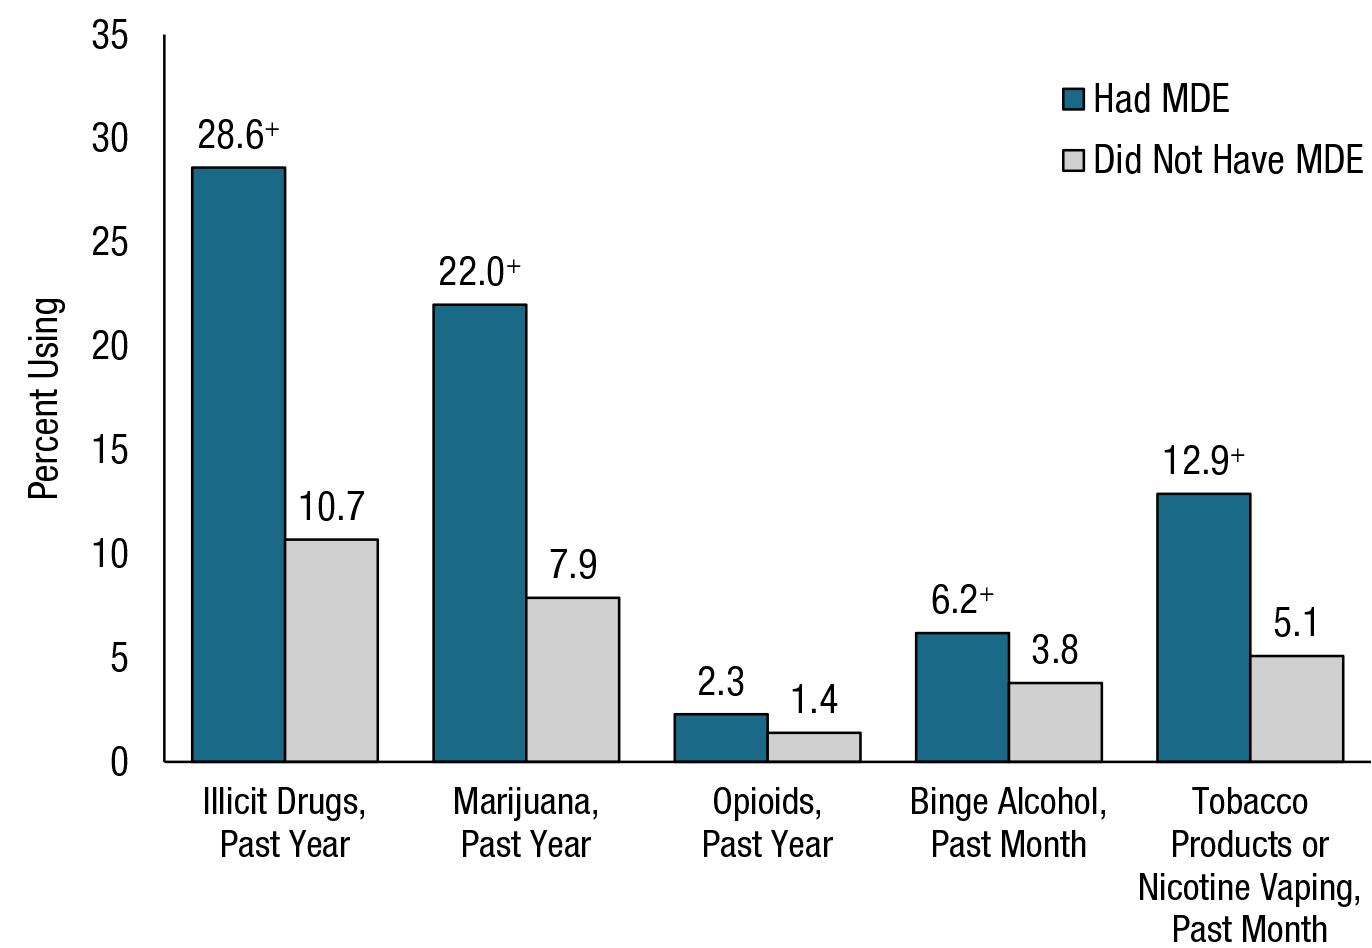 35
30
25
20
15
10
5
0
Percent Using
Had MDE
Did Not Have MDE
28.6+
10.7
22.0+
7.9
2.3
1.4
6.2+
3.8
12.9+
5.1
Illicit Drugs,
Past Year
Marijuana,
Past Year
Opioids,
Past Year
Binge Alcohol,
Past Month
Tobacco
Products or
Nicotine Vaping,
Past Month